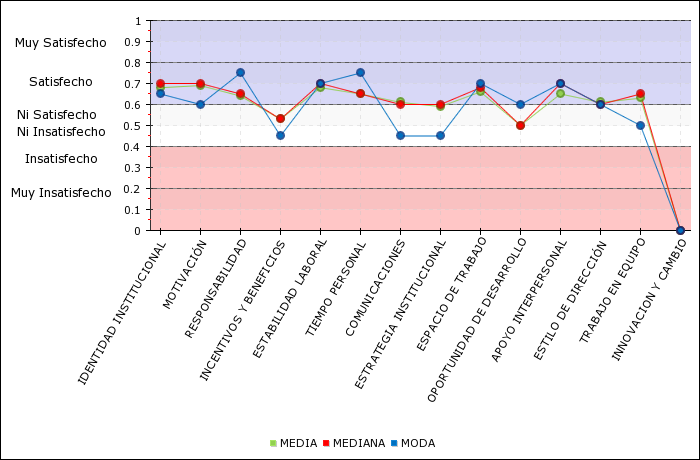 1
0.9
Muy Satisfecho
0.8
Satisfecho
0.7
0.6
Ni Satisfecho
Ni Insatisfecho
0.5
0.4
Insatisfecho
0.3
0.2
Muy Insatisfecho
0.1
0
IDENTIDAD INSTITUCIONAL
MOTIVACIÓN
RESPONSABILIDAD
INCENTIVOS Y BENEFICIOS
ESTABILIDAD LABORAL
TIEMPO PERSONAL
COMUNICACIONES
ESTRATEGIA INSTITUCIONAL
ESPACIO DE TRABAJO
OPORTUNIDAD DE DESARROLLO
APOYO INTERPERSONAL
ESTILO DE DIRECCIÓN
TRABAJO EN EQUIPO
INNOVACION Y CAMBIO
MEDIA MEDIANA MODA